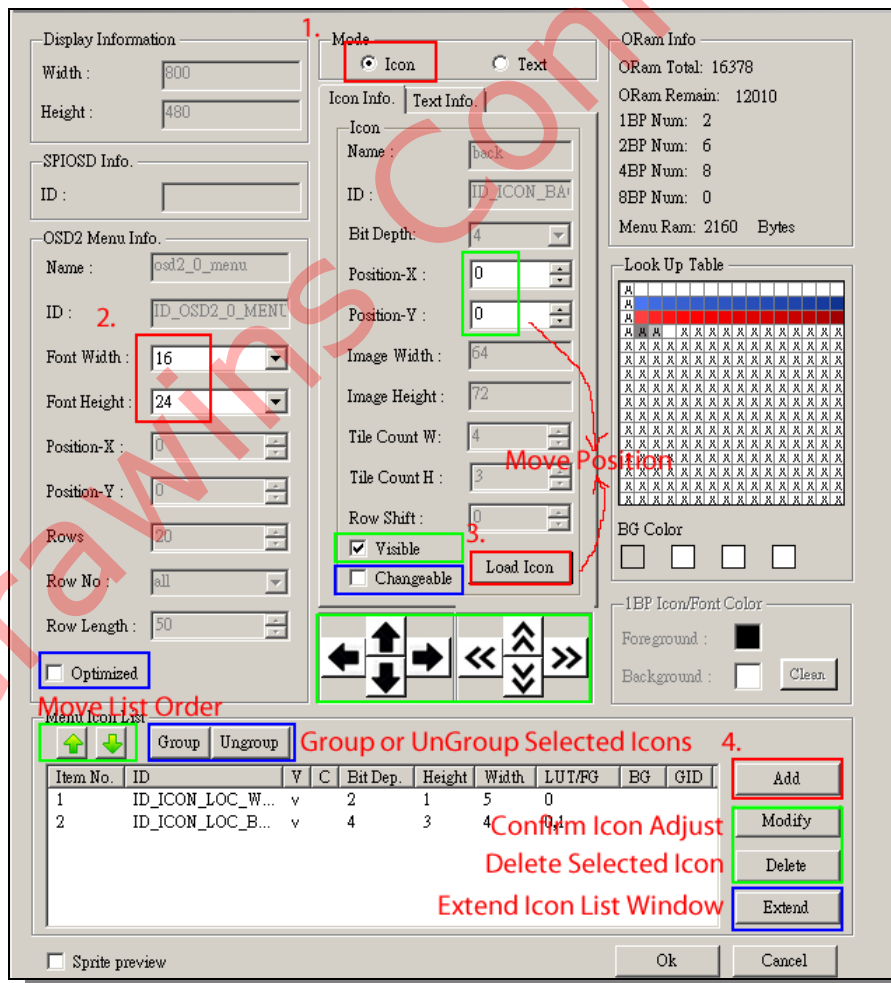 Display Information
Width : 800
Height : 480
SPIOSD Info.
ID :
OSD2 Menu Info.
Name : osd2_0_menu
ID : ID_OSD2_0_MENU
2.
Font Width : 16
Font Height : 24
Position-X : 0
Position-Y : 0
Rows 20
Row No : all
Row Length : 50
Optimized
1.
Mode
Icon Text
Icon Info. Text Info.
Icon
Name : back
ID : ID_ICON_BA
Bit Depth: 4
Position-X : 0
Position-Y : 0
Image Width : 64
Image Height : 72
Tile Count W: 4
Tile Count H : 3
Move Position
Row Shift : 0
3.
Visible
Changeable
Load Icon
ORam Info
ORam Total: 16378
ORam Remain: 12010
1BP Num: 2
2BP Num: 6
4BP Num: 8
8BP Num: 0
Menu Ram: 2160 Bytes
Look Up Table
BG Color
1BP Icon/Font Color
Foreground :
Background : Clean
Move List Order
Menu Icon List
Group Ungroup
Group or UnGroup Selected Icons
4.
Item No. ID V C Bit Dep. Height Width LUT/FG BG GID
1 ID_ICON_LOC_W... v 2 1 5 0
2 ID_ICON_LOC_B... v 4 3 4 0,1
Add
Confirm Icon Adjust Modify
Delete Selected Icon Delete
Extend Icon List Window Extend
Sprite preview
Ok Cancel